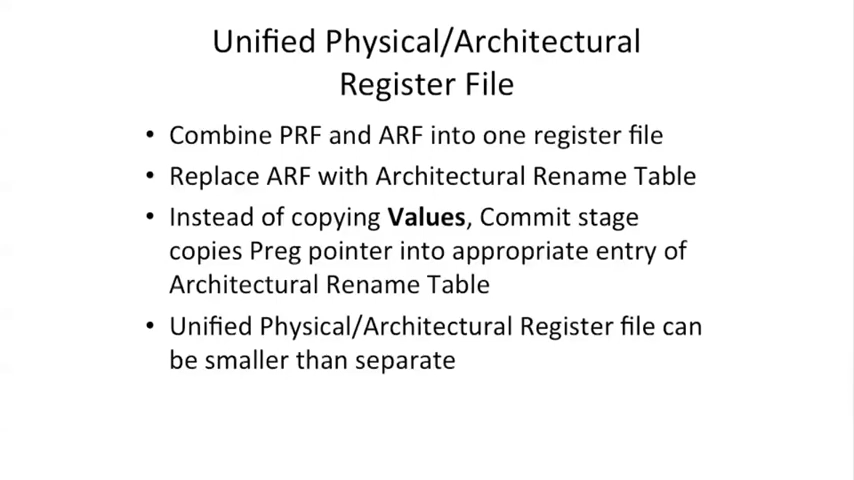 Unified Physical/Architectural
Register File
• Combine PRF and ARF into one register file
• Replace ARF with Architectural Rename Table
• Instead of copying Values, Commit stage
copies Preg pointer into appropriate entry of
Architectural Rename Table
• Unified Physical/Architectural Register file can
be smaller than separate